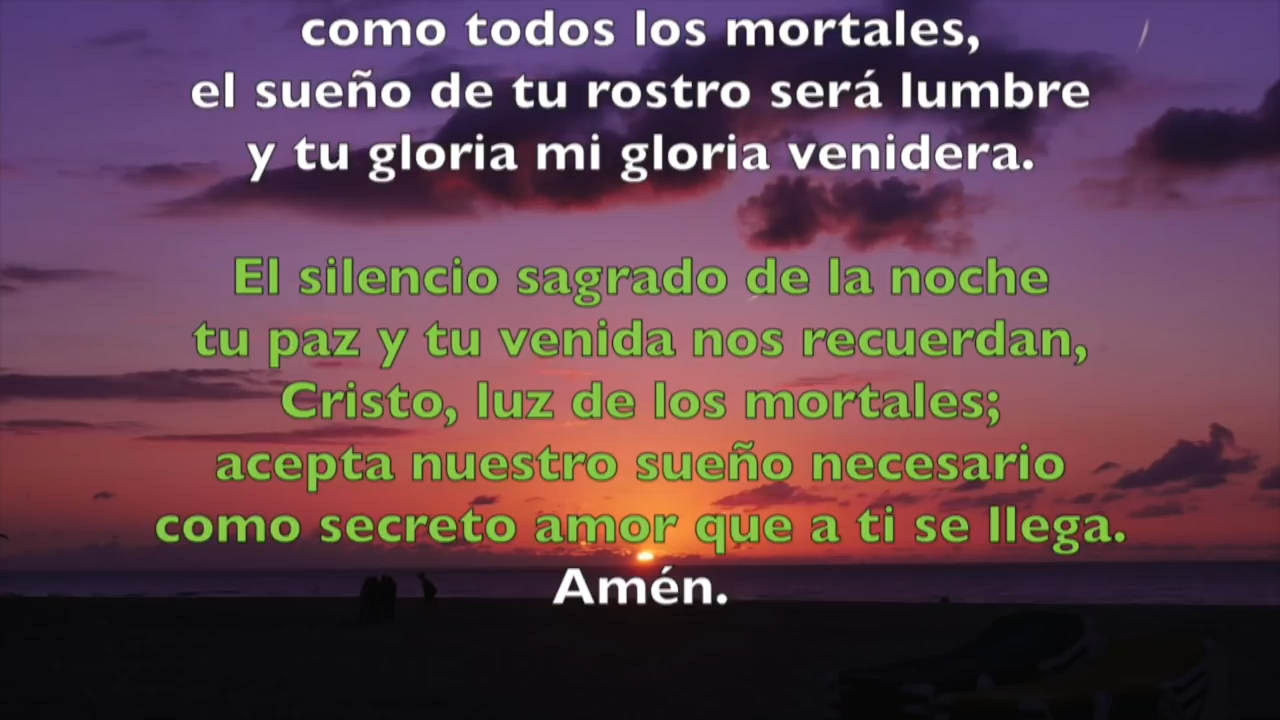 como todos los mortales,
el sueño de tu rostro será lumbre
y tu gloria mi gloria venidera.
El silencio sagrado de la noche
tu paz y tu venida nos recuerdan,
Cristo, luz de los mortales;
acepta nuestro sueño necesario
como secreto amor que a ti se llega.
Amén.